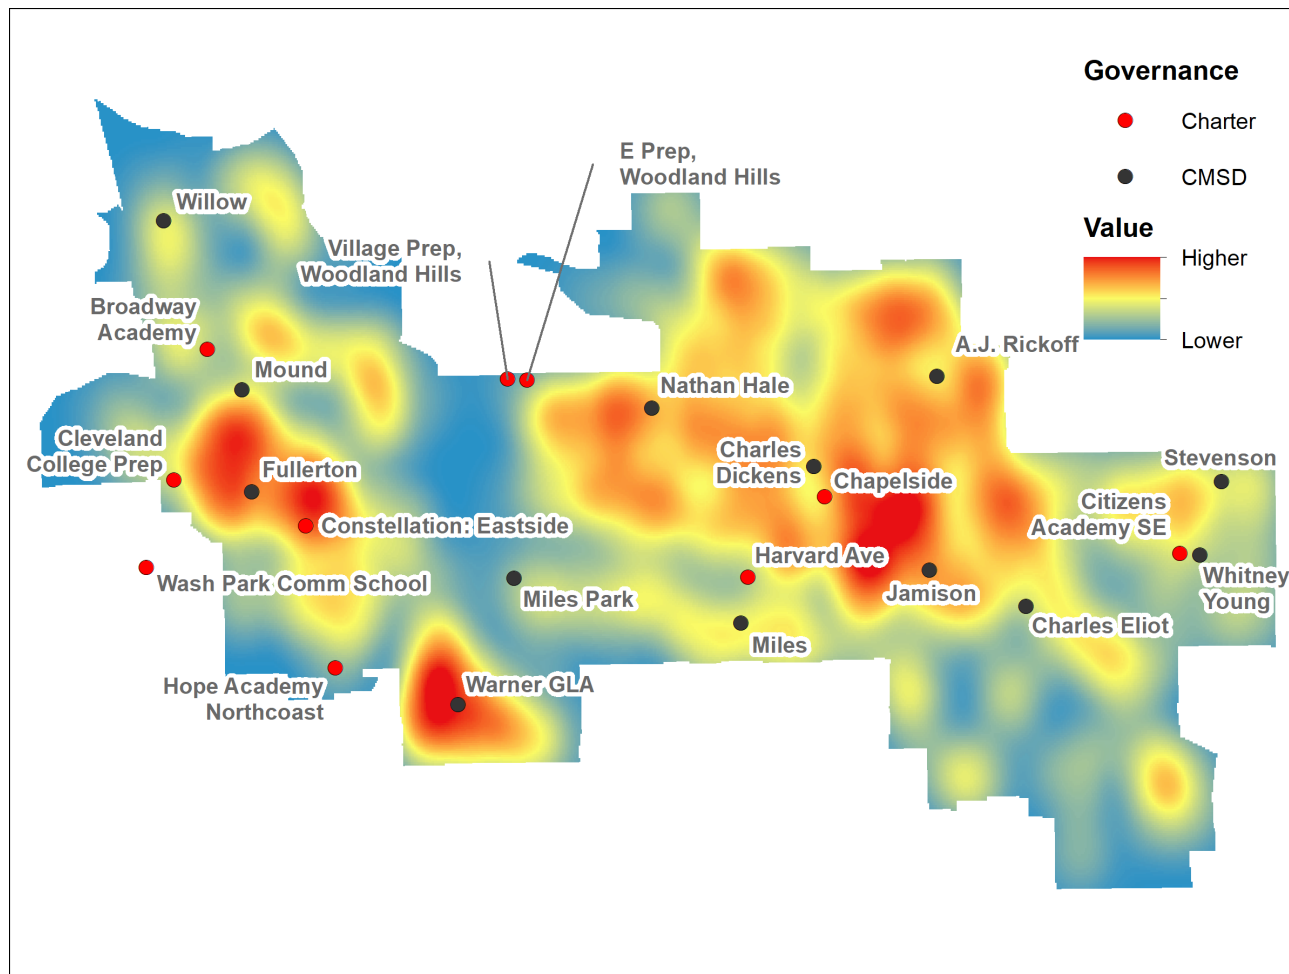 Governance
Charter
CMSD
Value
Higher
Lower
E Prep,
Woodland Hills
Willow
Village Prep,
Woodland Hills
Broadway
Academy
A.J. Rickoff
Mound
Nathan Hale
Cleveland
College Prep
Fullerton
Charles
Dickens
Chapelside
Stevenson
Citizens
Academy SE
Constellation: Eastside
Harvard Ave
Wash Park Comm School
Miles Park
Jamison
Whitney
Young
Charles Eliot
Miles
Hope Academy
Northcoast
Warner GLA